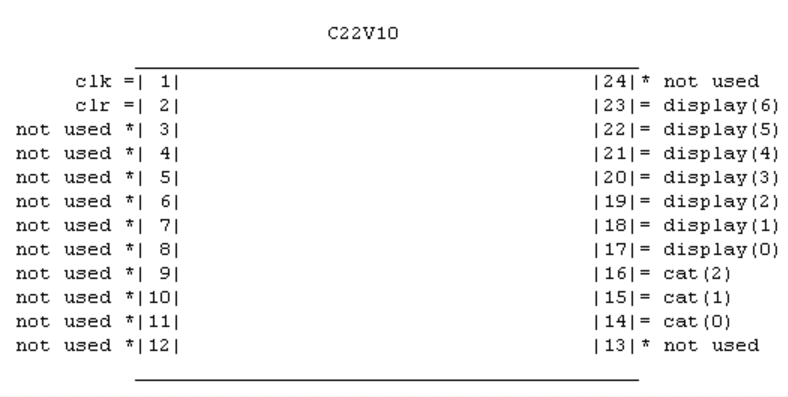 C22V10
clk =| 1| |24|* not used
clr =| 2| |23|= display(6)
not used *| 3| |22|= display(5)
not used *| 4| |21|= display(4)
not used *| 5| |20|= display(3)
not used *| 6| |19|= display(2)
not used *| 7| |18|= display(1)
not used *| 8| |17|= display(0)
not used *| 9| |16|= cat(2)
not used *|10| |15|= cat(1)
not used *|11| |14|= cat(0)
not used *|12| |13|* not used